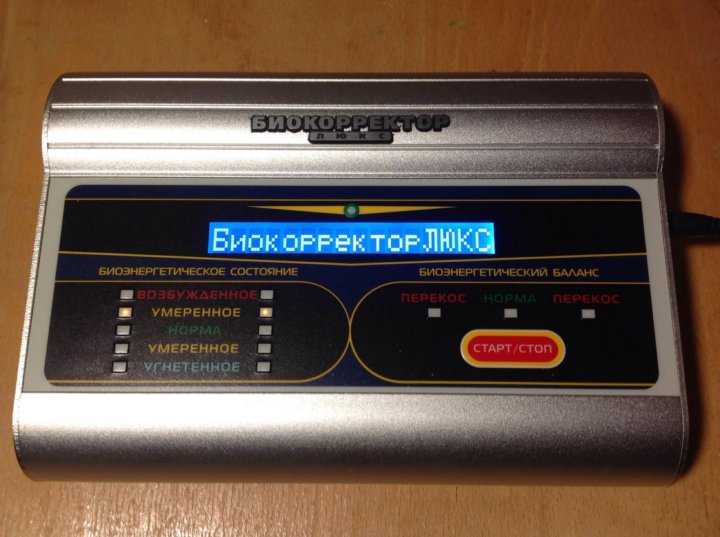 БИОКОРРЕКТОР
ЛЮКС
БиокорректорЛЮКС
БИОЭНЕРГЕТИЧЕСКОЕ СОСТОЯНИЕ
ВОЗБУЖДЕННОЕ
УМЕРЕННОЕ
НОРМА
УМЕРЕННОЕ
УГНЕТЕННОЕ
БИОЭНЕРГЕТИЧЕСКИЙ БАЛАНС
ПЕРЕКОС НОРМА ПЕРЕКОС
СТАРТ/СТОП